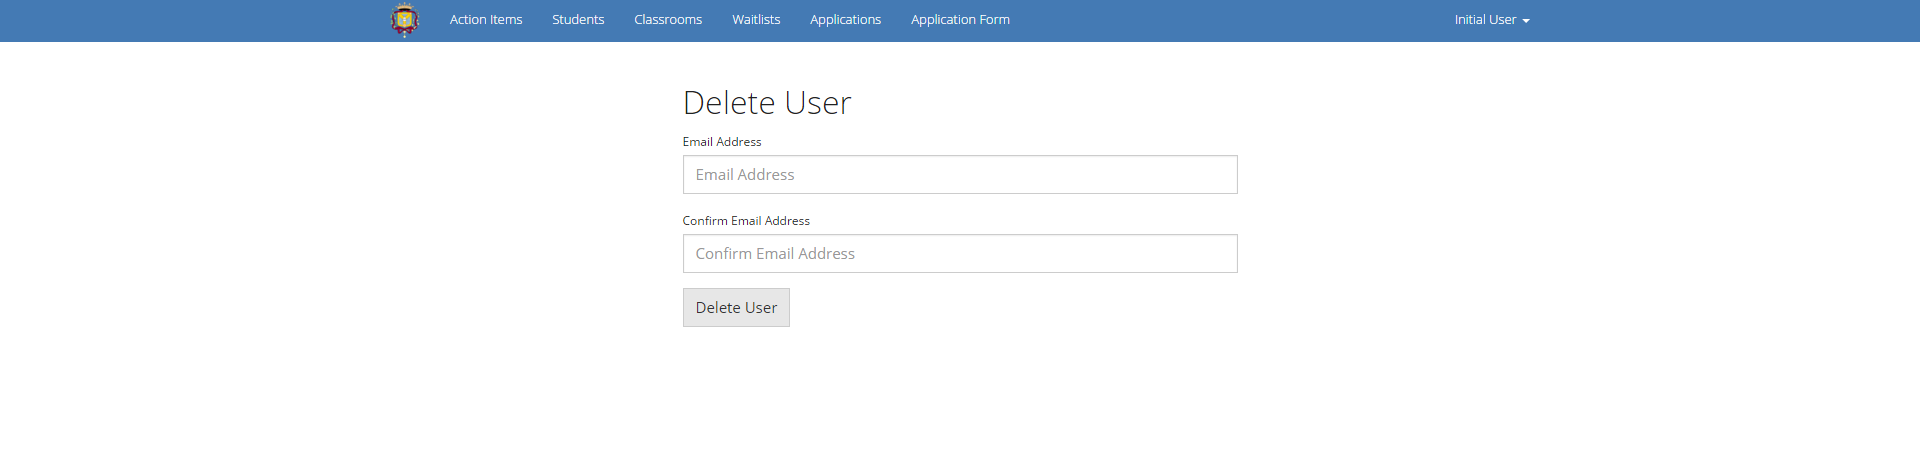 Action Items Students Classrooms Waitlists Applications Application Form Initial User
Delete User
Email Address
Email Address
Confirm Email Address
Confirm Email Address
Delete User